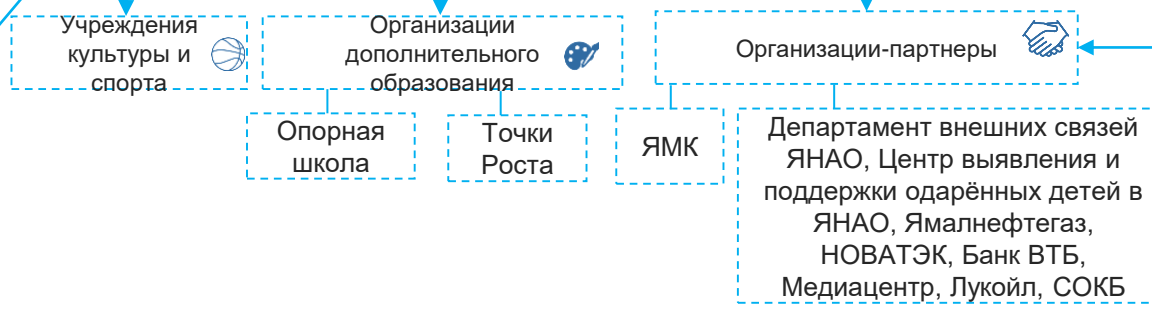 Учреждения
культуры и
спорта
Организации
дополнительного
образования
Организации-партнеры
Опорная
школа
Точки
Роста
ЯМК
Департамент внешних связей
ЯНАО, Центр выявления и
поддержки одарённых детей в
ЯНАО, Ямалнефтегаз,
НОВАТЭК, Банк ВТБ,
Медиацентр, Лукойл, СОКБ